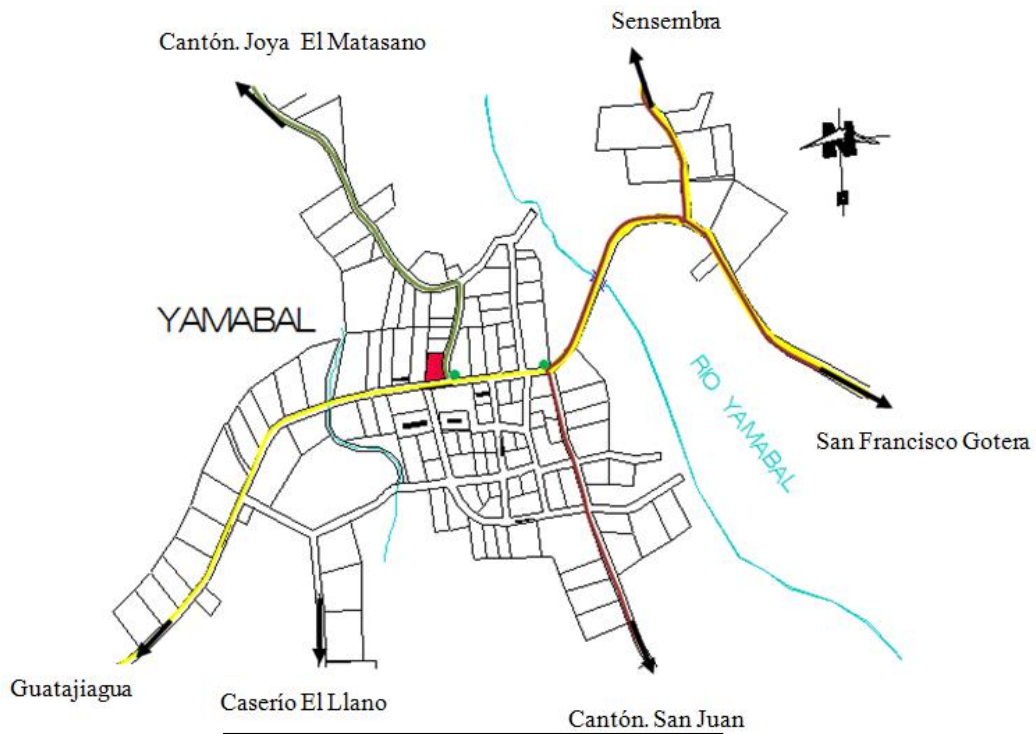 Sensembra
Cantón. Joya El Matasano
YAMABAL
RIO YAMABAL
San Francisco Gotera
Guatajiagua
Caserío El Llano
Cantón. San Juan